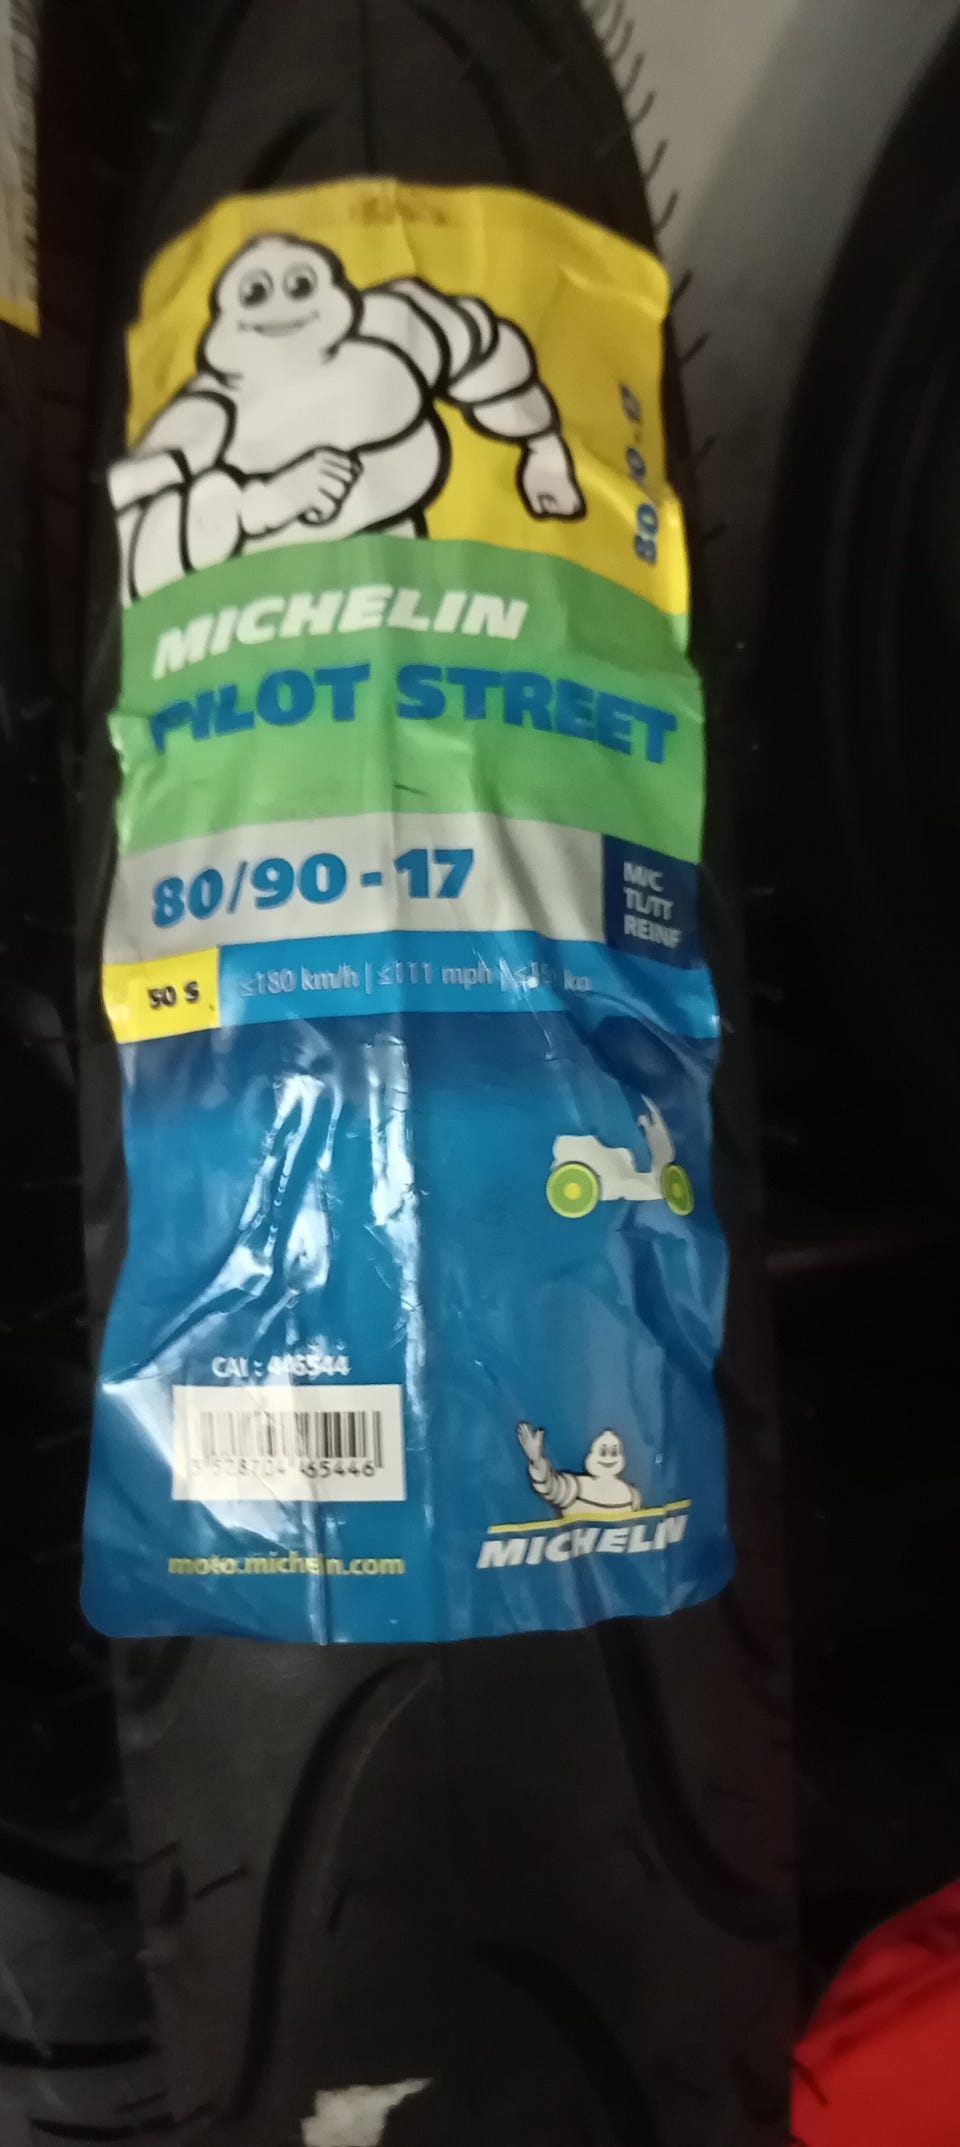 80/90-17
MICHELIN
PILOT STREET
80/90-17
M/C
TL/TT
REINF
50 S
≤180 km/h | ≤111 mph |
CAI :
moto.michelin.com
MICHELIN